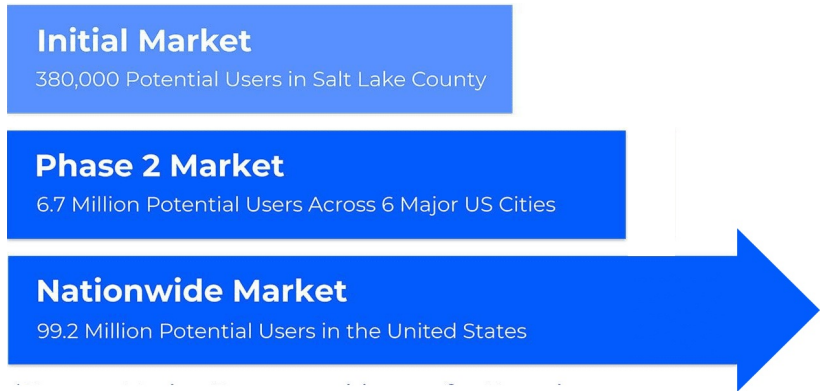 Initial Market
380,000 Potential Users in Salt Lake County
Phase 2 Market
6.7 Million Potential Users Across 6 Major US Cities
Nationwide Market
99.2 Million Potential Users in the United States